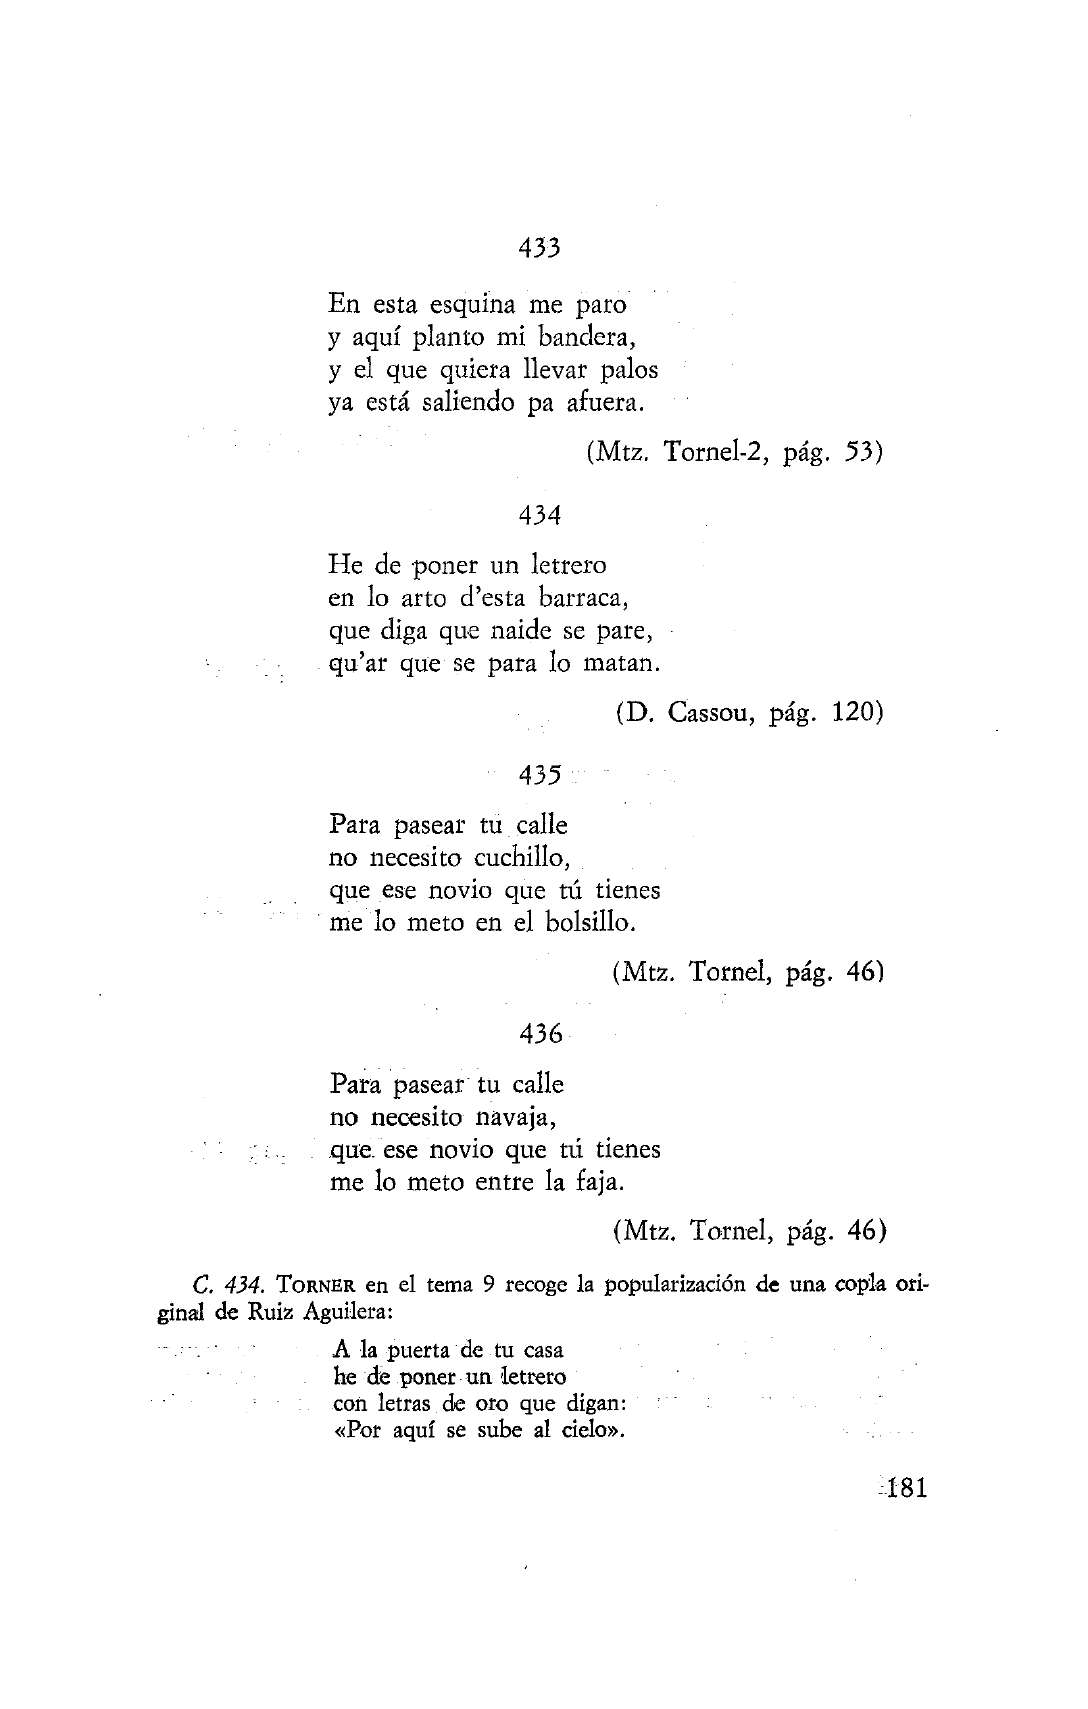 433
En esta esquina me paro
y aquí planto mi bandera,
y el que quiera llevar palos
ya está saliendo pa afuera.
(Mtz. Tornel-2, pág. 53)
434
He de poner un letrero
en lo arto d'esta barraca,
que diga que naide se pare,
qu'ar que se para lo matan.
(D. Cassou, pág. 120)
435
Para pasear tu calle
no necesito cuchillo,
que ese novio que tú tienes
me lo meto en el bolsillo.
(Mtz. Tornel, pág. 46)
436
Para pasear tu calle
no necesito navaja,
que ese novio que tú tienes
me lo meto entre la faja.
(Mtz. Tornel, pág. 46)
C. 434. TORNER en el tema 9 recoge la popularización de una copla ori-
ginal de Ruiz Aguilera:
A la puerta de tu casa
he de poner un letrero
con letras de oro que digan:
«Por aquí se sube al cielo».
181